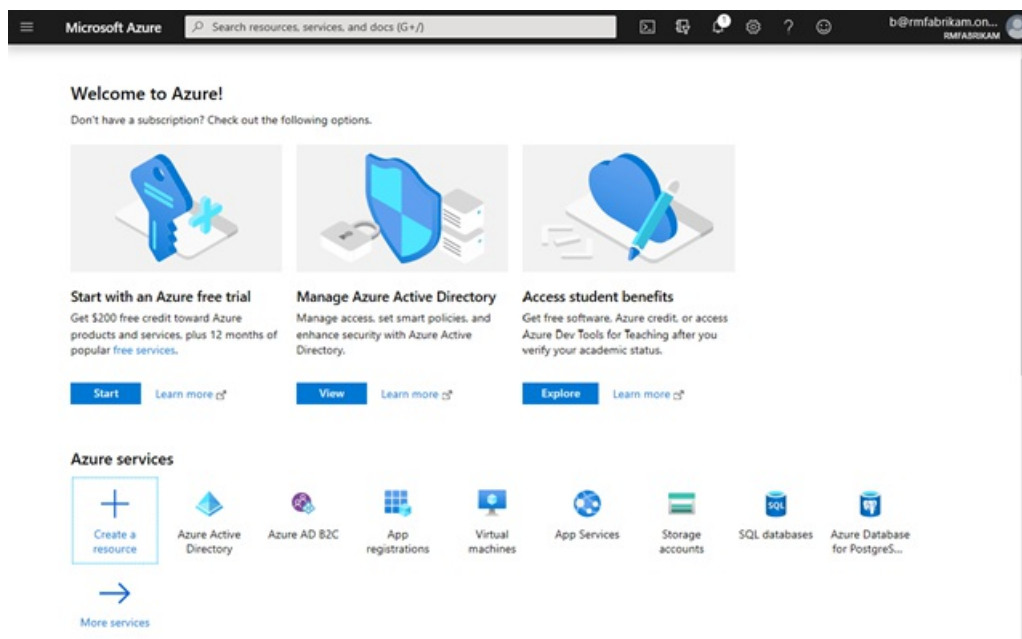 Microsoft Azure
Search resources, services, and docs (G+/)
1
b@rmfabrikam.on...
RMFABRIKAM
Welcome to Azure!
Don't have a subscription? Check out the following options.
Start with an Azure free trial
Get $200 free credit toward Azure
products and services, plus 12 months of
popular free services.
Start
Learn more
Manage Azure Active Directory
Manage access, set smart policies, and
enhance security with Azure Active
Directory.
View
Learn more
Access student benefits
Get free software, Azure credit, or access
Azure Dev Tools for Teaching after you
verify your academic status.
Explore
Learn more
Azure services
Create a
resource
Azure Active
Directory
Azure AD B2C
App
registrations
Virtual
machines
App Services
Storage
accounts
SQL
SQL databases
Azure Database
for PostgreS...
More services